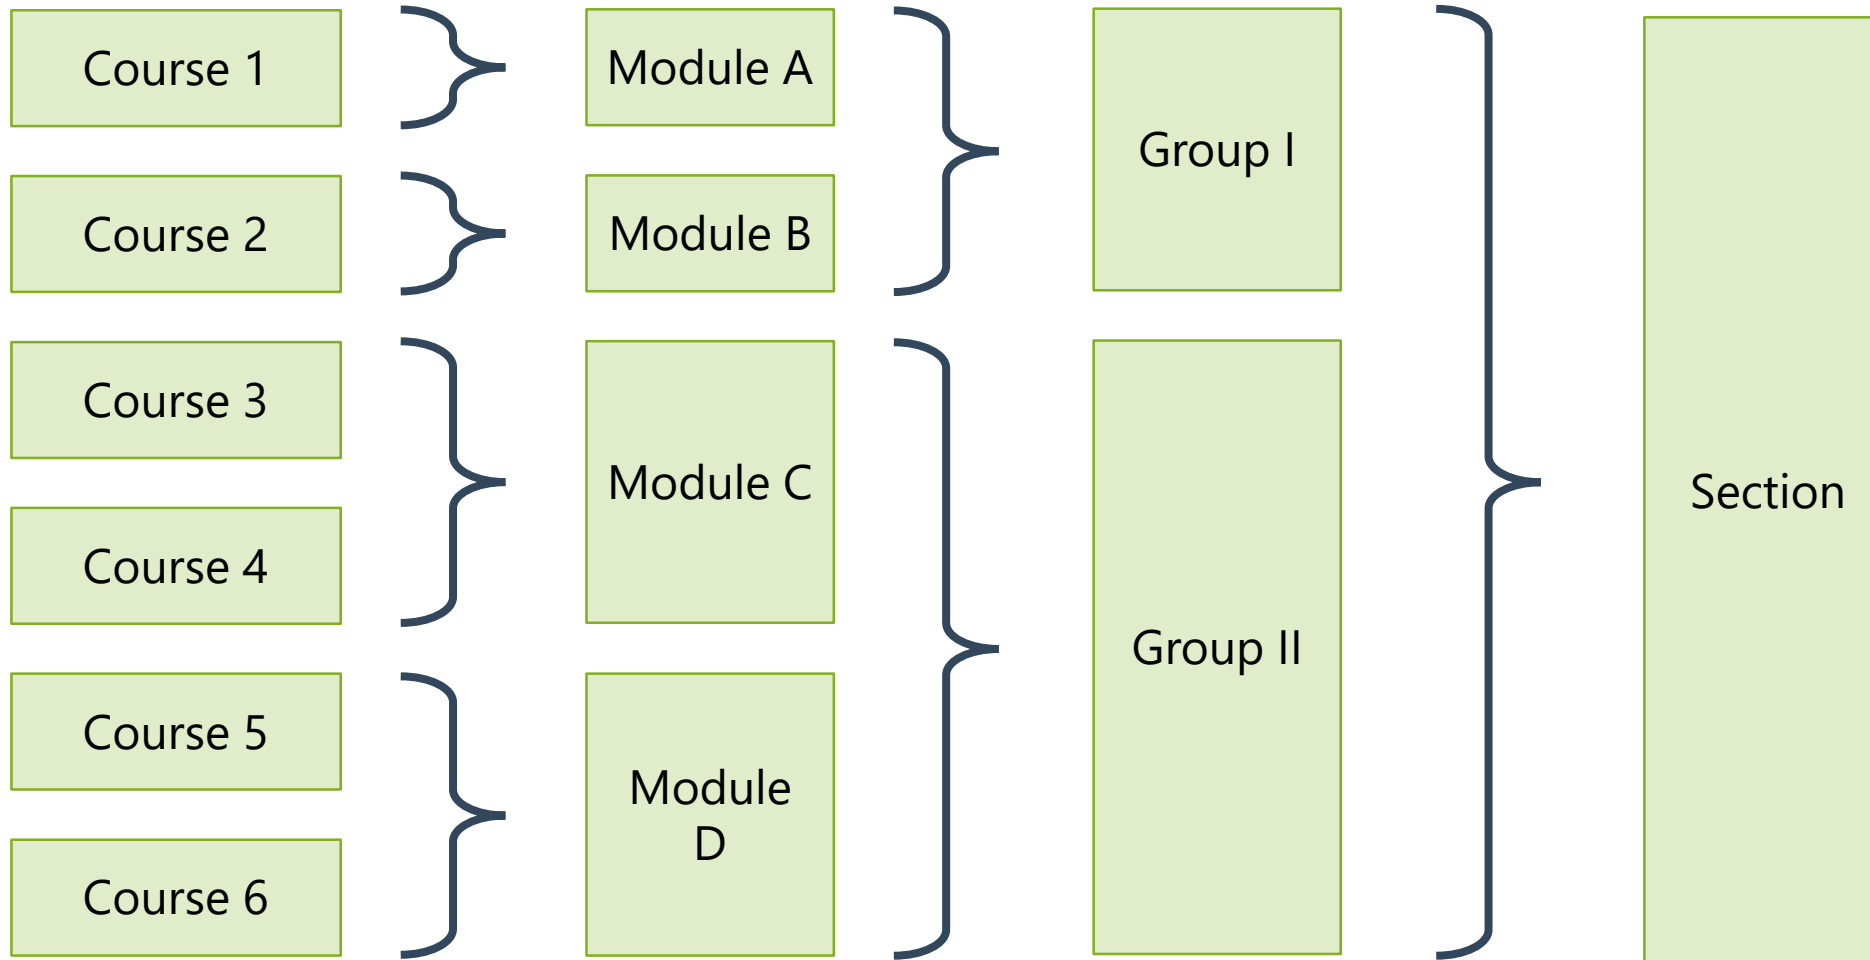 Course 1
Module A
Group I
Course 2
Module B
Course 3
Module C
Course 4
Section
Group II
Course 5
Module
D
Course 6